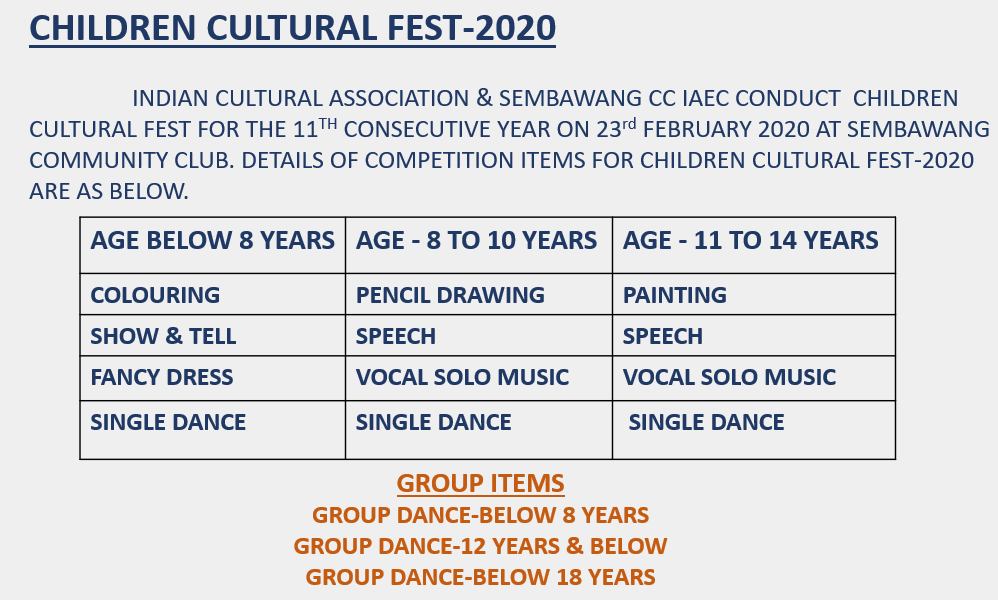 CHILDREN CULTURAL FEST-2020
INDIAN CULTURAL ASSOCIATION & SEMBAWANG CC IAEC CONDUCT CHILDREN
CULTURAL FEST FOR THE 11TH CONSECUTIVE YEAR ON 23rd FEBRUARY 2020 AT SEMBAWANG
COMMUNITY CLUB. DETAILS OF COMPETITION ITEMS FOR CHILDREN CULTURAL FEST-2020
ARE AS BELOW.
AGE BELOW 8 YEARS AGE - 8 TO 10 YEARS AGE - 11 TO 14 YEARS
COLOURING PENCIL DRAWING PAINTING
SHOW & TELL SPEECH SPEECH
FANCY DRESS VOCAL SOLO MUSIC VOCAL SOLO MUSIC
SINGLE DANCE SINGLE DANCE SINGLE DANCE
GROUP ITEMS
GROUP DANCE-BELOW 8 YEARS
GROUP DANCE-12 YEARS & BELOW
GROUP DANCE-BELOW 18 YEARS